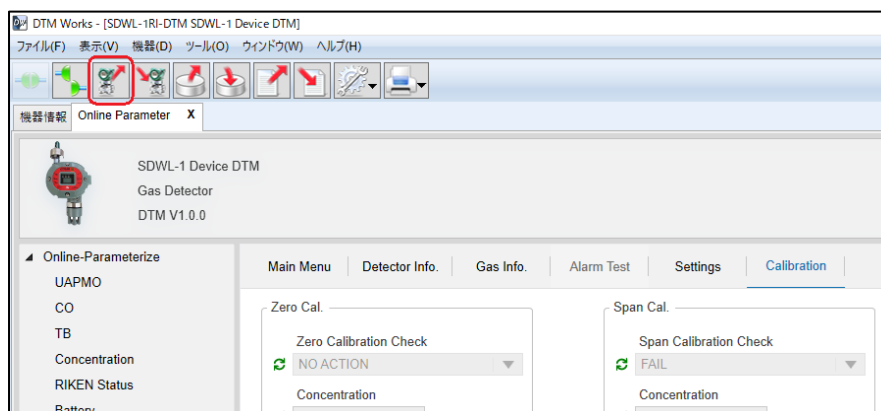 DTM Works - [SDWL-1RI-DTM SDWL-1 Device DTM]
ファイル(F) 表示(V) 機器(D) ツール(O) ウィンドウ(W) ヘルプ(H)
機器情報 Online Parameter X
SDWL-1 Device DTM
Gas Detector
DTM V1.0.0
Online-Parameterize
UAPMO
CO
TB
Concentration
RIKEN Status
Battery
Main Menu Detector Info. Gas Info. Alarm Test Settings Calibration
Zero Cal.
Zero Calibration Check
NO ACTION
Concentration
Span Cal.
Span Calibration Check
FAIL
Concentration